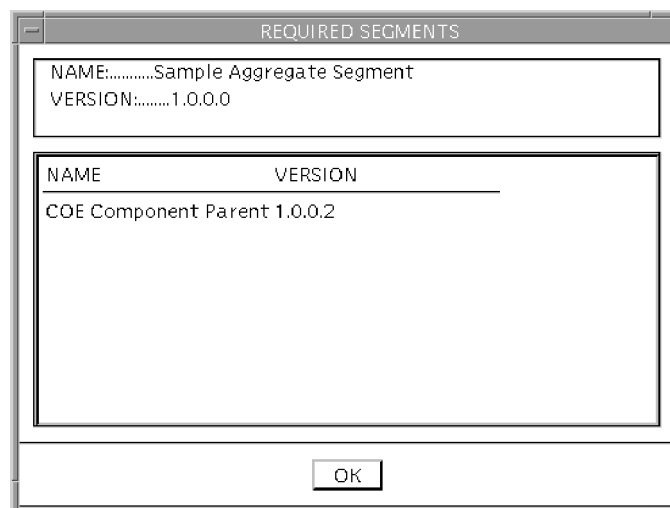 REQUIRED SEGMENTS
NAME:...........Sample Aggregate Segment
VERSION:........1.0.0.0
NAME VERSION
COE Component Parent 1.0.0.2
OK